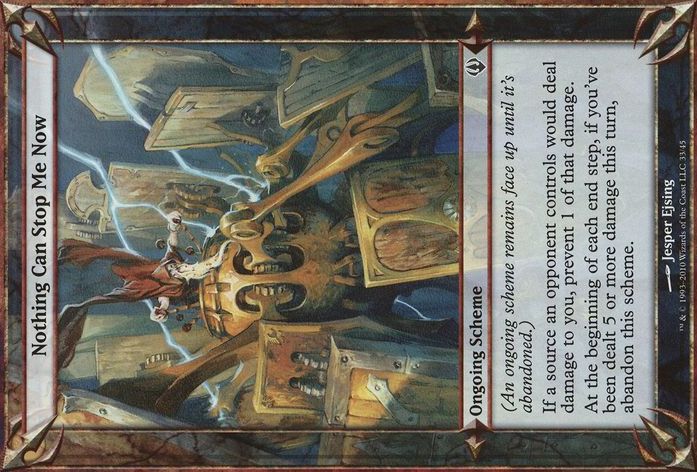 Nothing Can Stop Me Now
Ongoing Scheme
(An ongoing scheme remains face up until it's
abandoned.)
If a source an opponent controls would deal
damage to you, prevent 1 of that damage.
At the beginning of each end step, if you've
been dealt 5 or more damage this turn,
abandon this scheme.
Jesper Ejsing
™ & © 1993–2010 Wizards of the Coast LLC 33/45